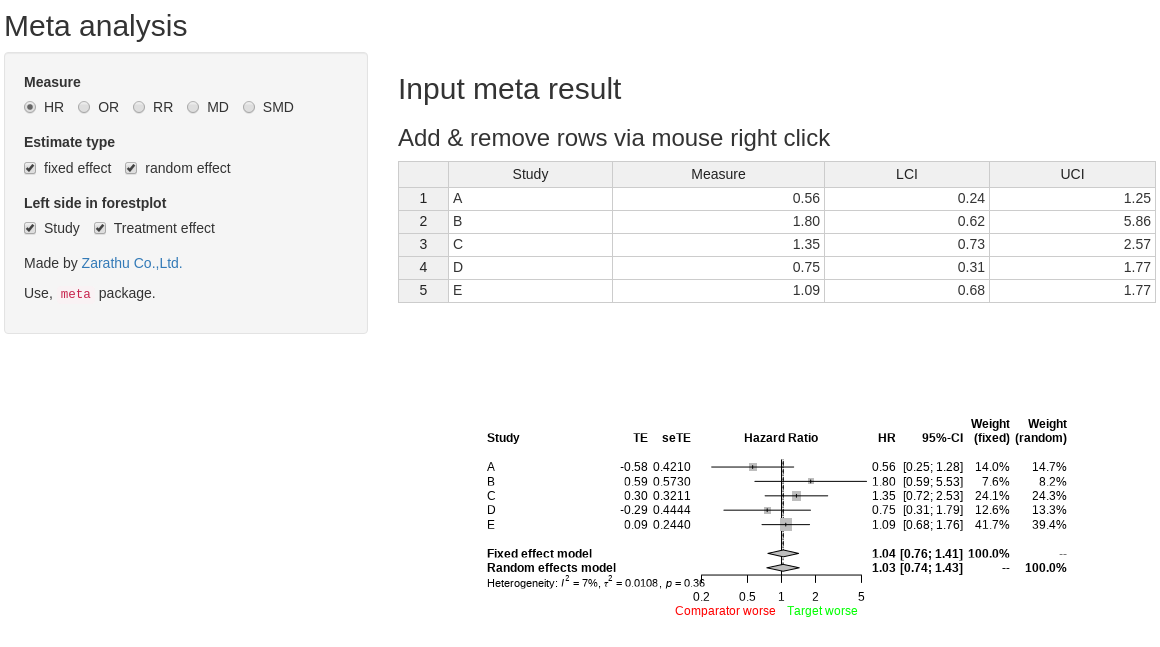 Meta analysis
Measure
HR OR RR MD SMD
Estimate type
fixed effect random effect
Left side in forestplot
Study Treatment effect
Made by Zarathu Co.,Ltd.
Use, meta package.
Input meta result
Add & remove rows via mouse right click
Study Measure LCI UCI
1 A 0.56 0.24 1.25
2 B 1.80 0.62 5.86
3 C 1.35 0.73 2.57
4 D 0.75 0.31 1.77
5 E 1.09 0.68 1.77
Weight Weight
Study TE seTE Hazard Ratio HR 95%-CI (fixed) (random)
A -0.58 0.4210 0.56 [0.25; 1.28] 14.0% 14.7%
B 0.59 0.5730 1.80 [0.59; 5.53] 7.6% 8.2%
C 0.30 0.3211 1.35 [0.72; 2.53] 24.1% 24.3%
D -0.29 0.4444 0.75 [0.31; 1.79] 12.6% 13.3%
E 0.09 0.2440 1.09 [0.68; 1.76] 41.7% 39.4%
Fixed effect model 1.04 [0.76; 1.41] 100.0% --
Random effects model 1.03 [0.74; 1.43] -- 100.0%
Heterogeneity: I² = 7%, τ² = 0.0108, p = 0.36
0.2 0.5 1 2 5
Comparator worse Target worse